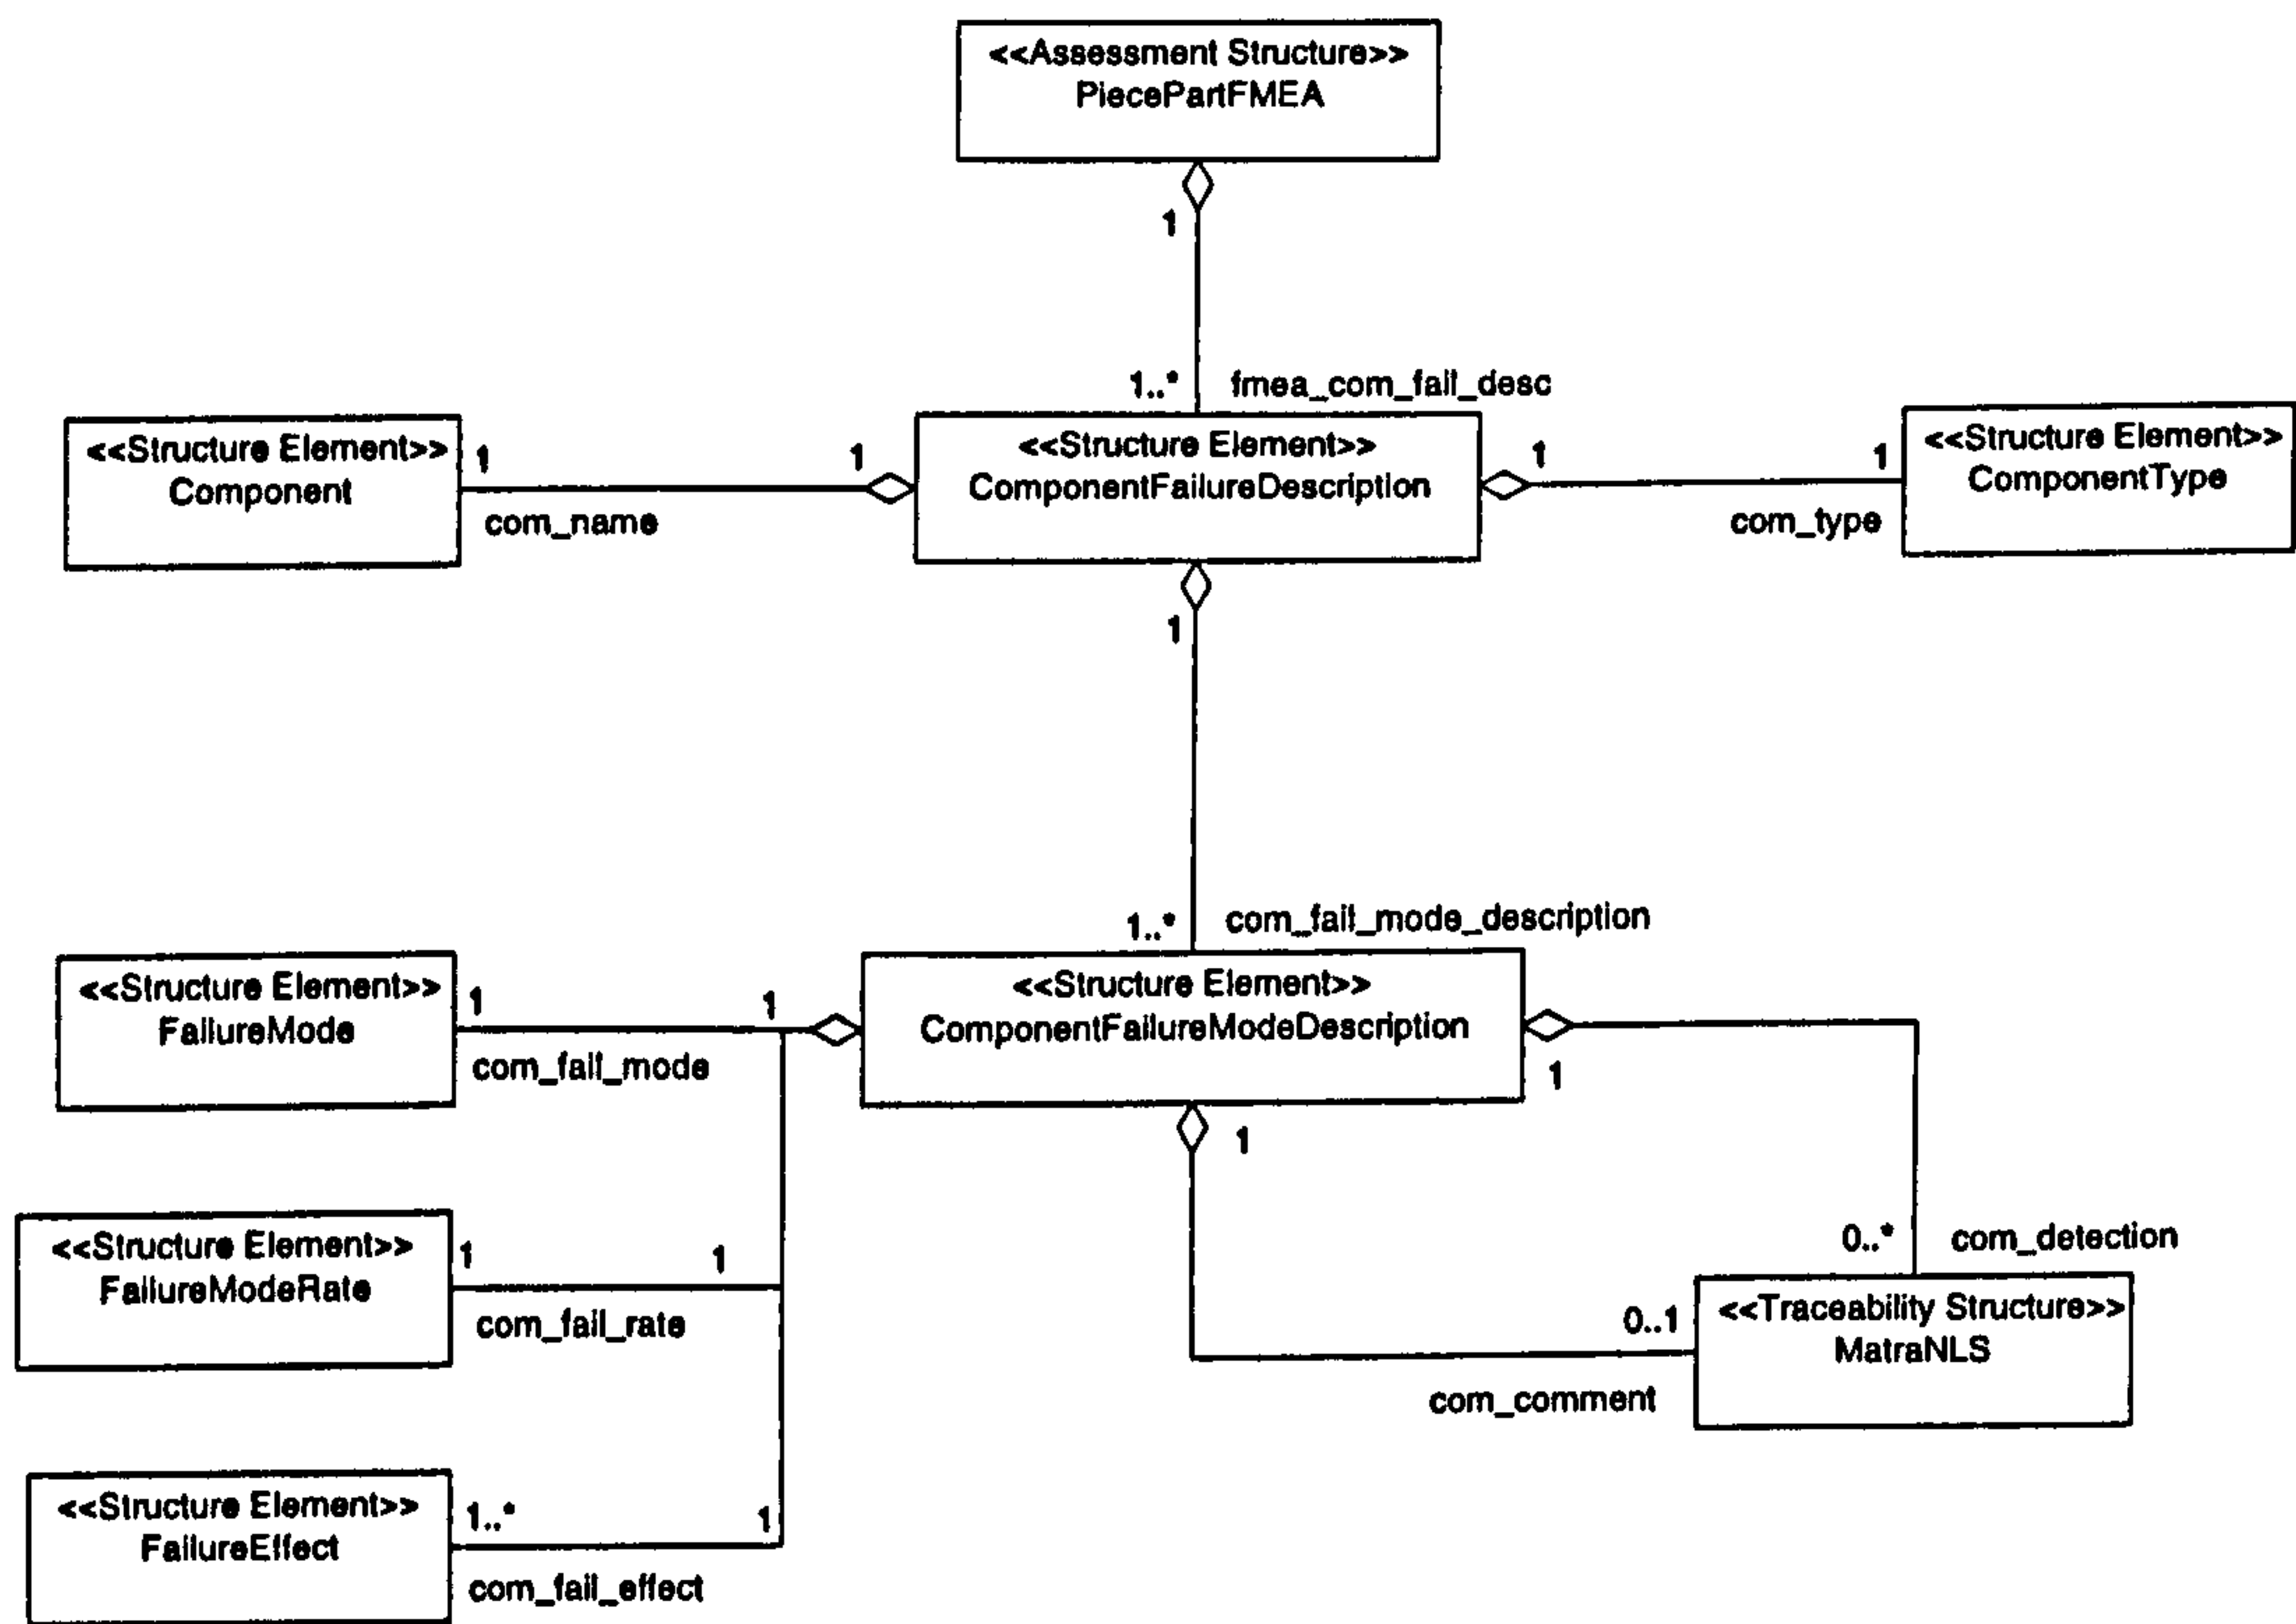 <<Assessment Structure>>
PiecePartFMEA
1
1..* fmea_com_fail_desc
<<Structure Element>>
Component
1
com_name
1
<<Structure Element>>
ComponentFailureDescription
1
1
com_type
<<Structure Element>>
ComponentType
1
1..* com_fail_mode_description
<<Structure Element>>
FailureMode
1
com_fail_mode
1
<<Structure Element>>
ComponentFailureModeDescription
1
1
<<Structure Element>>
FailureModeRate
1
com_fail_rate
1
0..* com_detection
0..1
com_comment
<<Traceability Structure>>
MatraNLS
<<Structure Element>>
FailureEffect
1..*
com_fail_effect
1